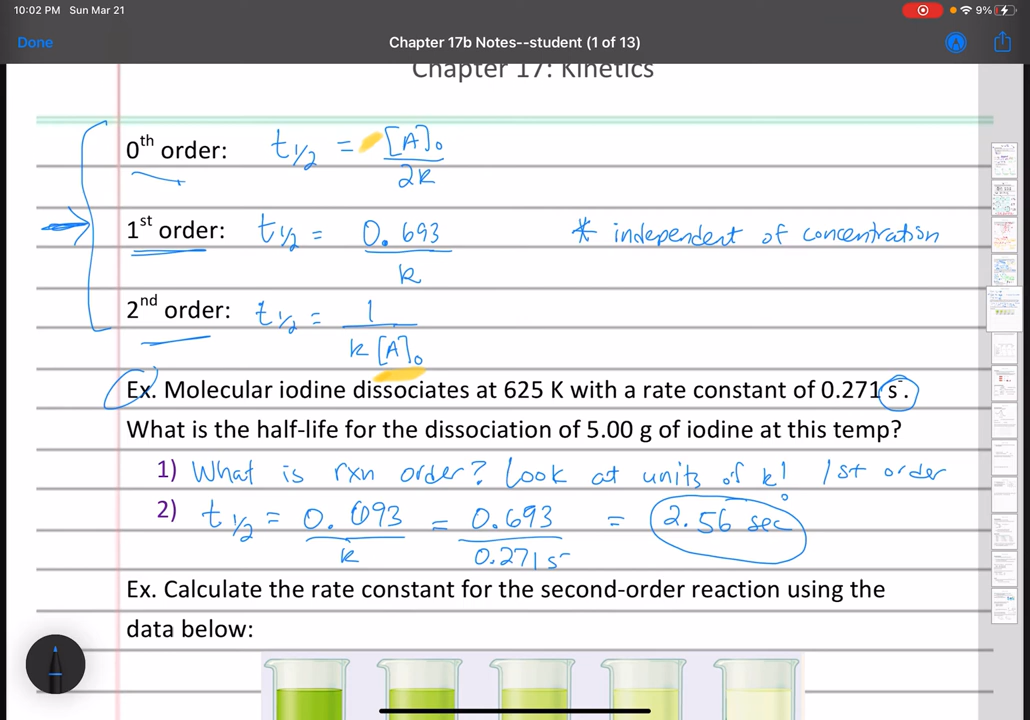 10:02 PM Sun Mar 21 9%
Done Chapter 17b Notes--student (1 of 13)
Chapter 17: Kinetics
0th order: t1/2 = [A]0 / 2k
1st order: t1/2 = 0.693 / k * independent of concentration
2nd order: t1/2 = 1 / k[A]0
Ex. Molecular iodine dissociates at 625 K with a rate constant of 0.271 s-.
What is the half-life for the dissociation of 5.00 g of iodine at this temp?
1) What is rxn order? Look at units of k! 1st order
2) t1/2 = 0.693 / k = 0.693 / 0.271 s- = 2.56 sec
Ex. Calculate the rate constant for the second-order reaction using the
data below: